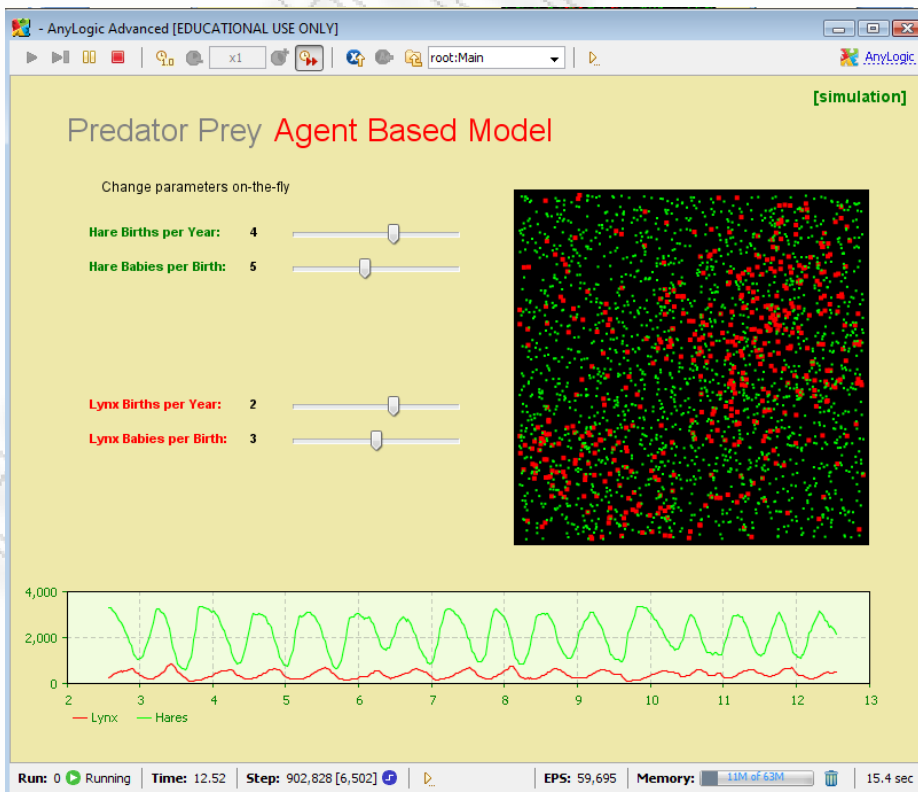 - AnyLogic Advanced [EDUCATIONAL USE ONLY]
x1 root:Main AnyLogic
[simulation]
Predator Prey Agent Based Model
Change parameters on-the-fly
Hare Births per Year: 4
Hare Babies per Birth: 5
Lynx Births per Year: 2
Lynx Babies per Birth: 3
4,000
2,000
0
2 3 4 5 6 7 8 9 10 11 12 13
Lynx Hares
Run: 0 Running Time: 12.52 Step: 902,828 [6,502] EPS: 59,695 Memory: 11M of 63M 15.4 sec